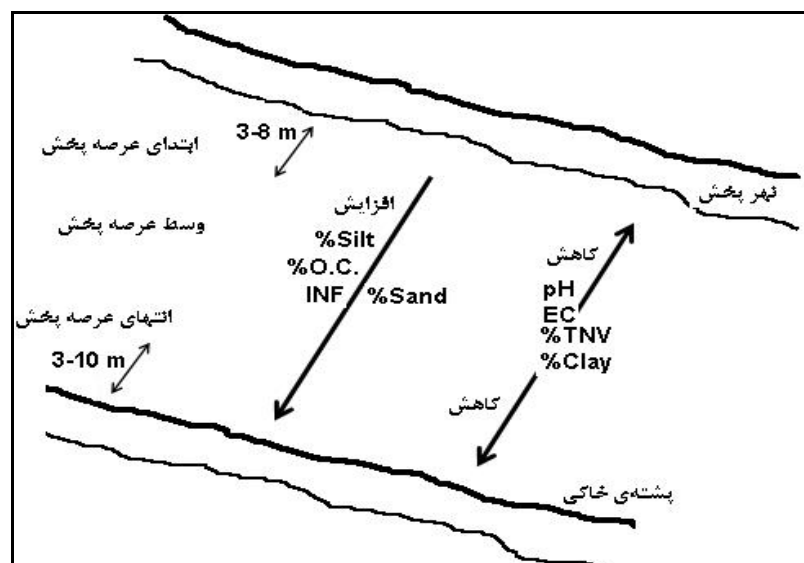 3-8 m
ابتدای عرصه پخش
نهر پخش
افزایش
وسط عرصه پخش
%Silt
کاهش
%O.C.
pH
INF
%Sand
EC
انتهای عرصه پخش
%TNV
3-10 m
%Clay
کاهش
پشته‌ی خاکی